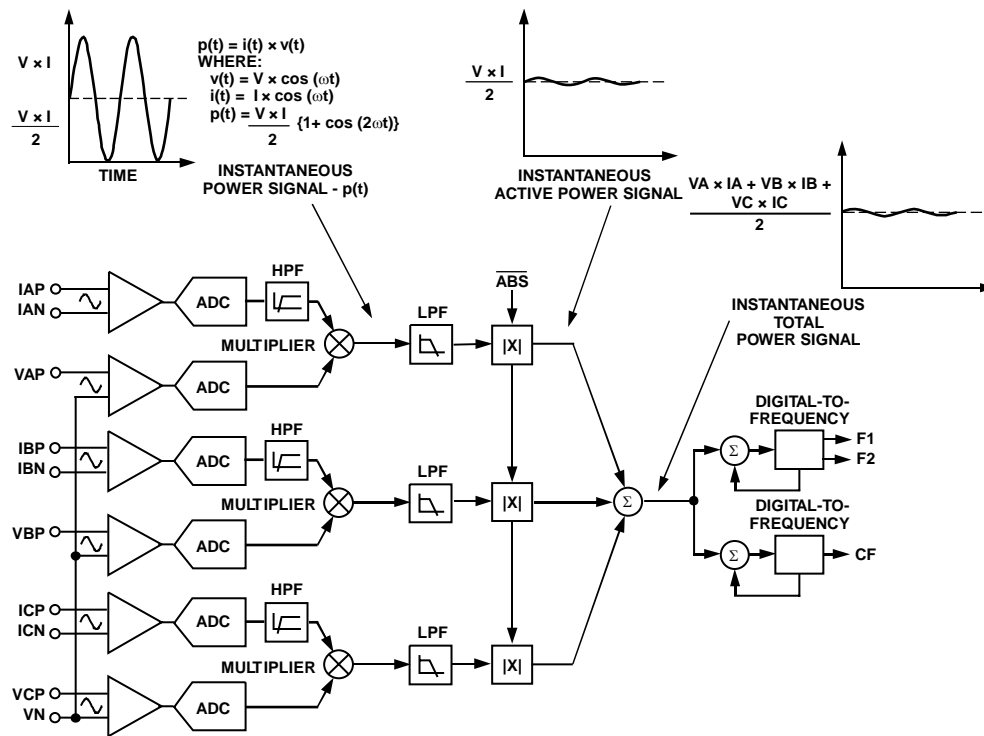 V × I
V × I
2
TIME
p(t) = i(t) × v(t)
WHERE:
v(t) = V × cos (ωt)
i(t) = I × cos (ωt)
p(t) = V × I
2
{1+ cos (2ωt)}
INSTANTANEOUS
POWER SIGNAL - p(t)
V × I
2
INSTANTANEOUS
ACTIVE POWER SIGNAL
VA × IA + VB × IB +
VC × IC
2
INSTANTANEOUS
TOTAL
POWER SIGNAL
ABS
IAP
IAN
ADC
HPF
MULTIPLIER
LPF
|X|
VAP
ADC
IBP
IBN
ADC
HPF
MULTIPLIER
LPF
|X|
Σ
VBP
ADC
ICP
ICN
ADC
HPF
MULTIPLIER
LPF
|X|
VCP
VN
ADC
DIGITAL-TO-
FREQUENCY
Σ
F1
F2
DIGITAL-TO-
FREQUENCY
Σ
CF